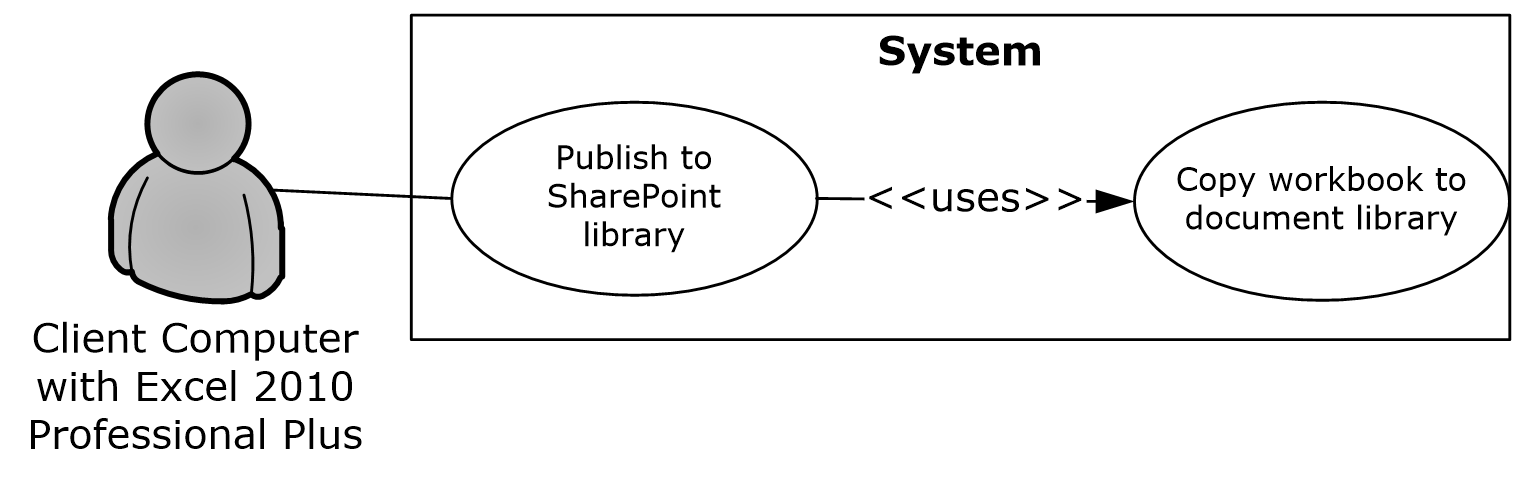 System
Publish to
SharePoint
library
<<uses>>
Copy workbook to
document library
Client Computer
with Excel 2010
Professional Plus